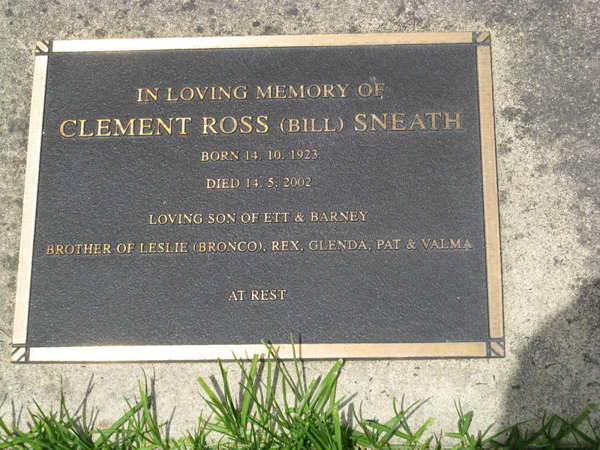 IN LOVING MEMORY OF
CLEMENT ROSS (BILL) SNEATH
BORN 14. 10. 1923
DIED 14. 5. 2002
LOVING SON OF ETT & BARNEY
BROTHER OF LESLIE (BRONCO), REX, GLENDA, PAT & VALMA
AT REST